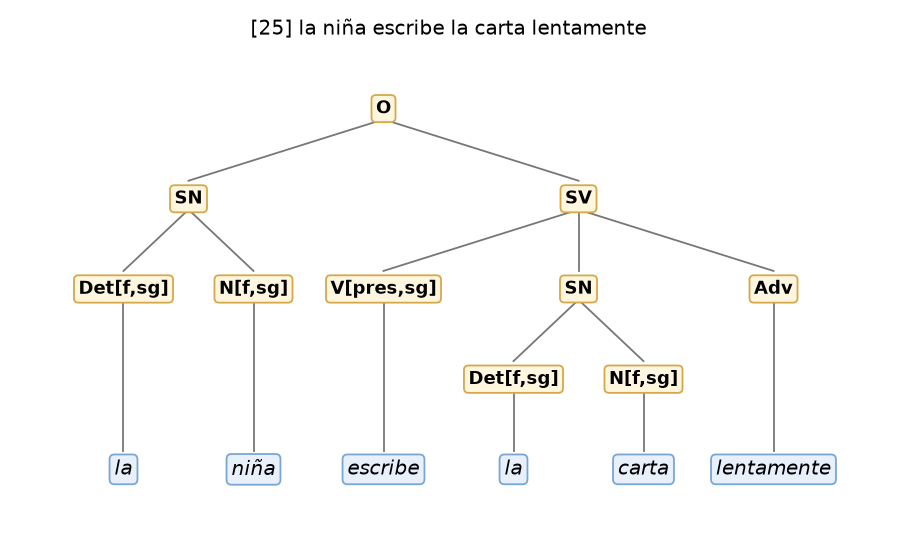 [25] la niña escribe la carta lentamente
O
SN SV
Det[f,sg] N[f,sg] V[pres,sg] SN Adv
Det[f,sg] N[f,sg]
la niña escribe la carta lentamente